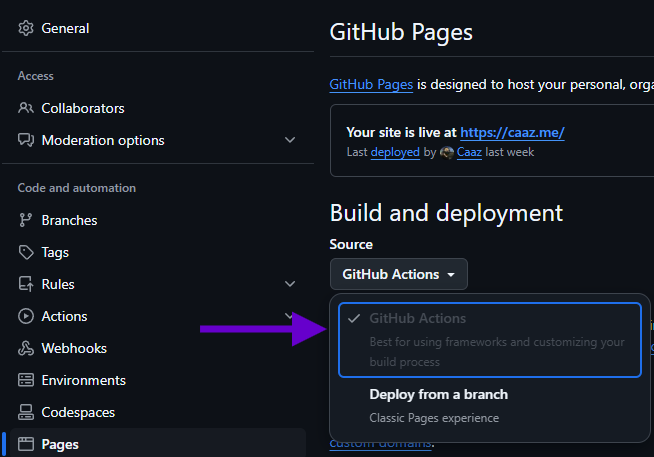 General
Access
Collaborators
Moderation options
Code and automation
Branches
Tags
Rules
Actions
Webhooks
Environments
Codespaces
Pages
GitHub Pages
GitHub Pages is designed to host your personal,
Your site is live at https://caaz.me/
Last deployed by Caaz last week
Build and deployment
Source
GitHub Actions
GitHub Actions
Best for using frameworks and customizing your
build process
Deploy from a branch
Classic Pages experience
custom domains.